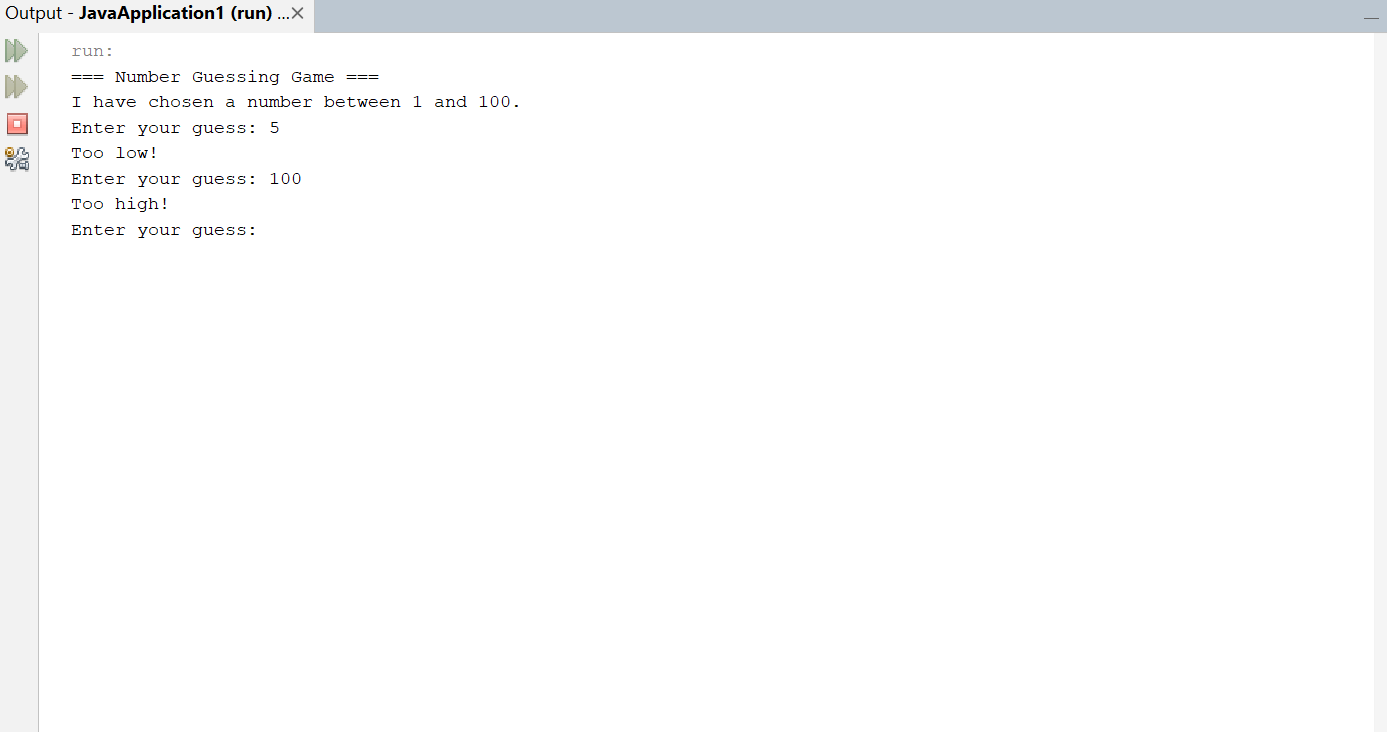 Output - JavaApplication1 (run) ...
run:
=== Number Guessing Game ===
I have chosen a number between 1 and 100.
Enter your guess: 5
Too low!
Enter your guess: 100
Too high!
Enter your guess: